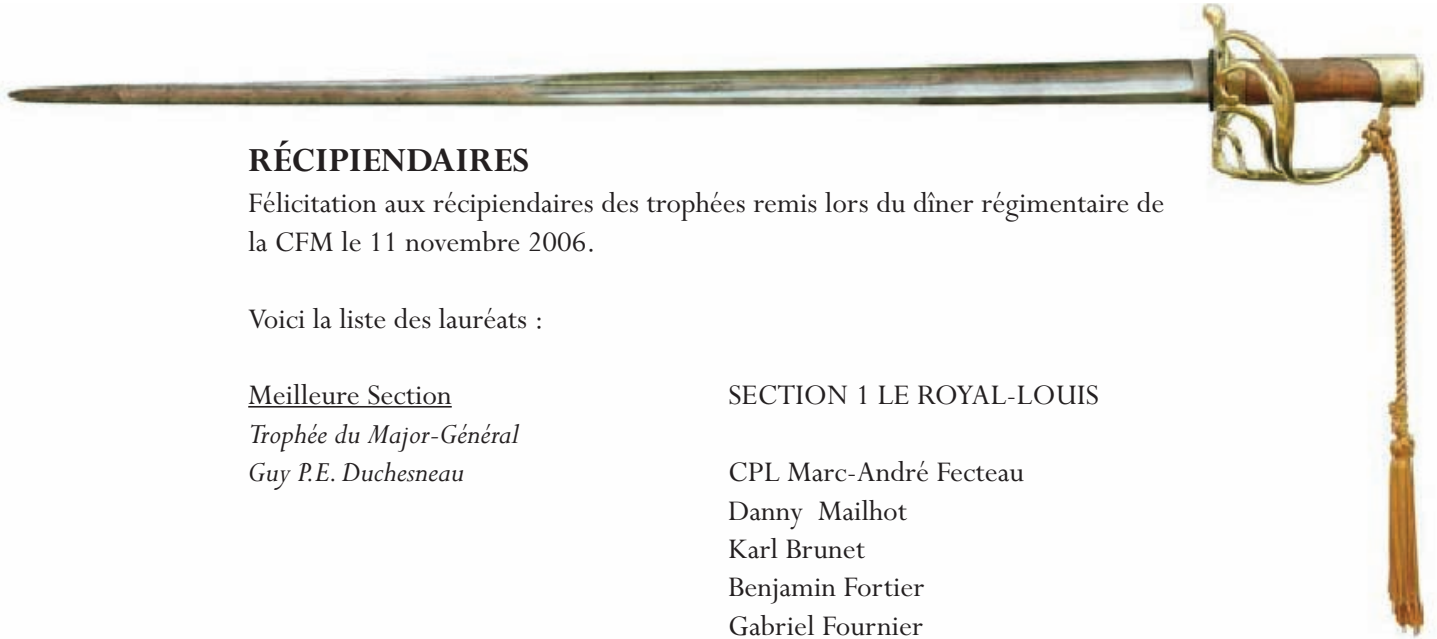 RÉCIPIENDAIRES
Félicitation aux récipiendaires des trophées remis lors du dîner régimentaire de
la CFM le 11 novembre 2006.
Voici la liste des lauréats :
Meilleure Section
Trophée du Major-Général
Guy P.E. Duchesneau
SECTION 1 LE ROYAL-LOUIS
CPL Marc-André Fecteau
Danny Mailhot
Karl Brunet
Benjamin Fortier
Gabriel Fournier